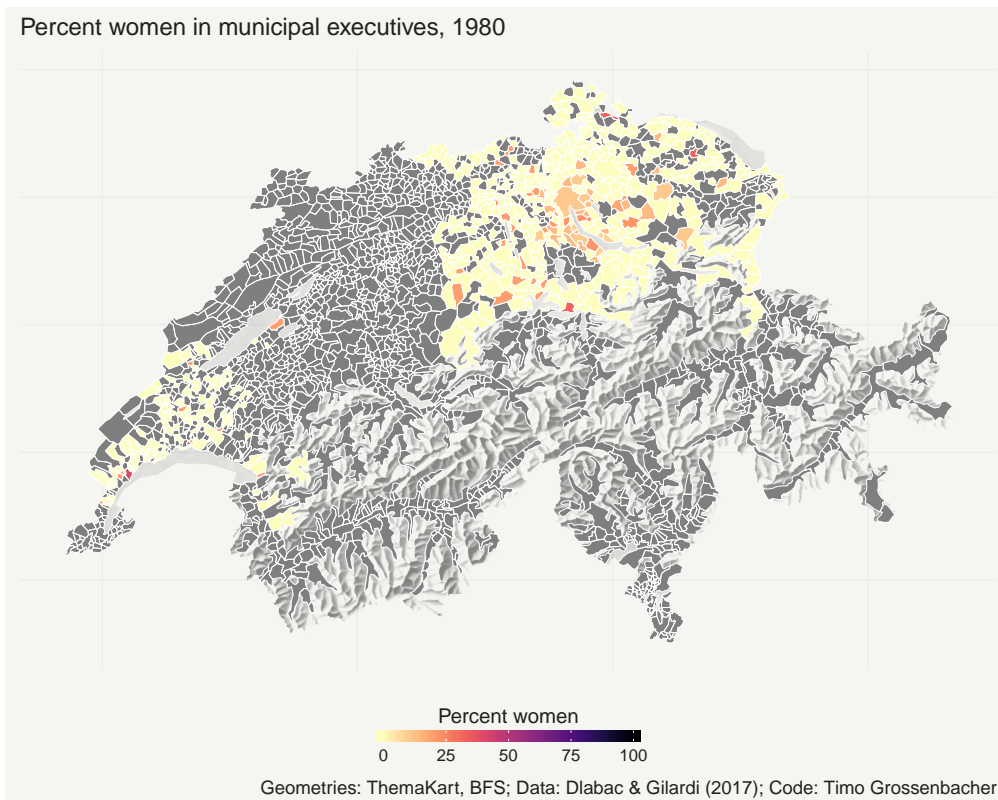 Percent women in municipal executives, 1980
Percent women
0 25 50 75 100
Geometries: ThemaKart, BFS; Data: Dlabac & Gilardi (2017); Code: Timo Grossenbacher